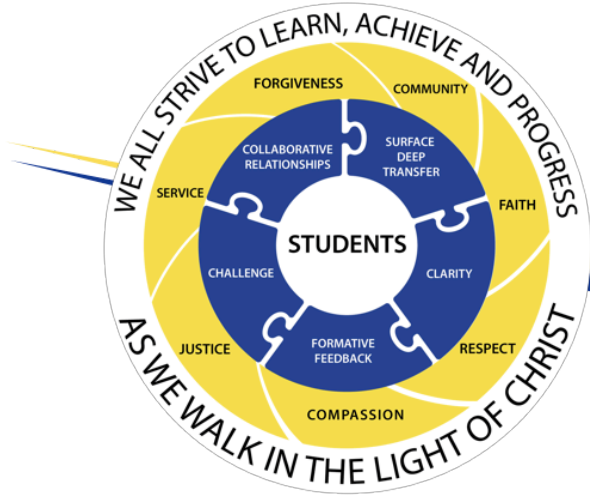 WE ALL STRIVE TO LEARN, ACHIEVE AND PROGRESS
FORGIVENESS
COMMUNITY
COLLABORATIVE
RELATIONSHIPS
SURFACE
DEEP
TRANSFER
SERVICE
FAITH
STUDENTS
CHALLENGE
CLARITY
JUSTICE
FORMATIVE
FEEDBACK
RESPECT
COMPASSION
AS WE WALK IN THE LIGHT OF CHRIST